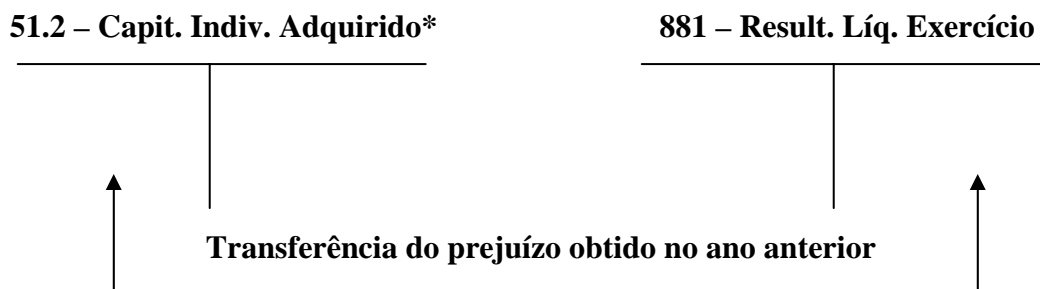 51.2 – Capit. Indiv. Adquirido* 881 – Result. Líq. Exercício
Transferência do prejuízo obtido no ano anterior